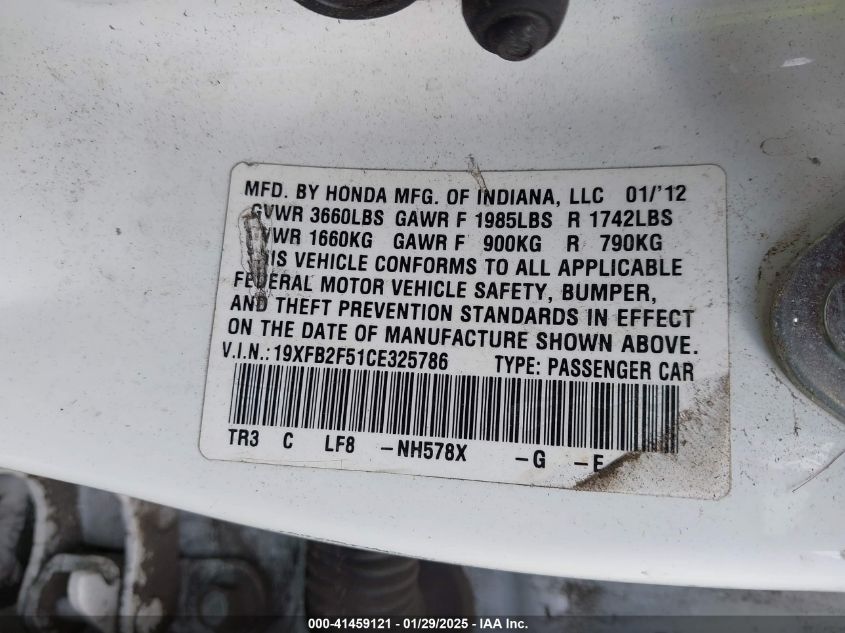 MFD. BY HONDA MFG. OF INDIANA, LLC 01/'12
GVWR 3660LBS GAWR F 1985LBS R 1742LBS
GVWR 1660KG GAWR F 900KG R 790KG
THIS VEHICLE CONFORMS TO ALL APPLICABLE
FEDERAL MOTOR VEHICLE SAFETY, BUMPER,
AND THEFT PREVENTION STANDARDS IN EFFECT
ON THE DATE OF MANUFACTURE SHOWN ABOVE.
V.I.N.: 19XFB2F51CE325786 TYPE: PASSENGER CAR
TR3 C LF8 -NH578X -G -E
000-41459121 - 01/29/2025 - IAA Inc.